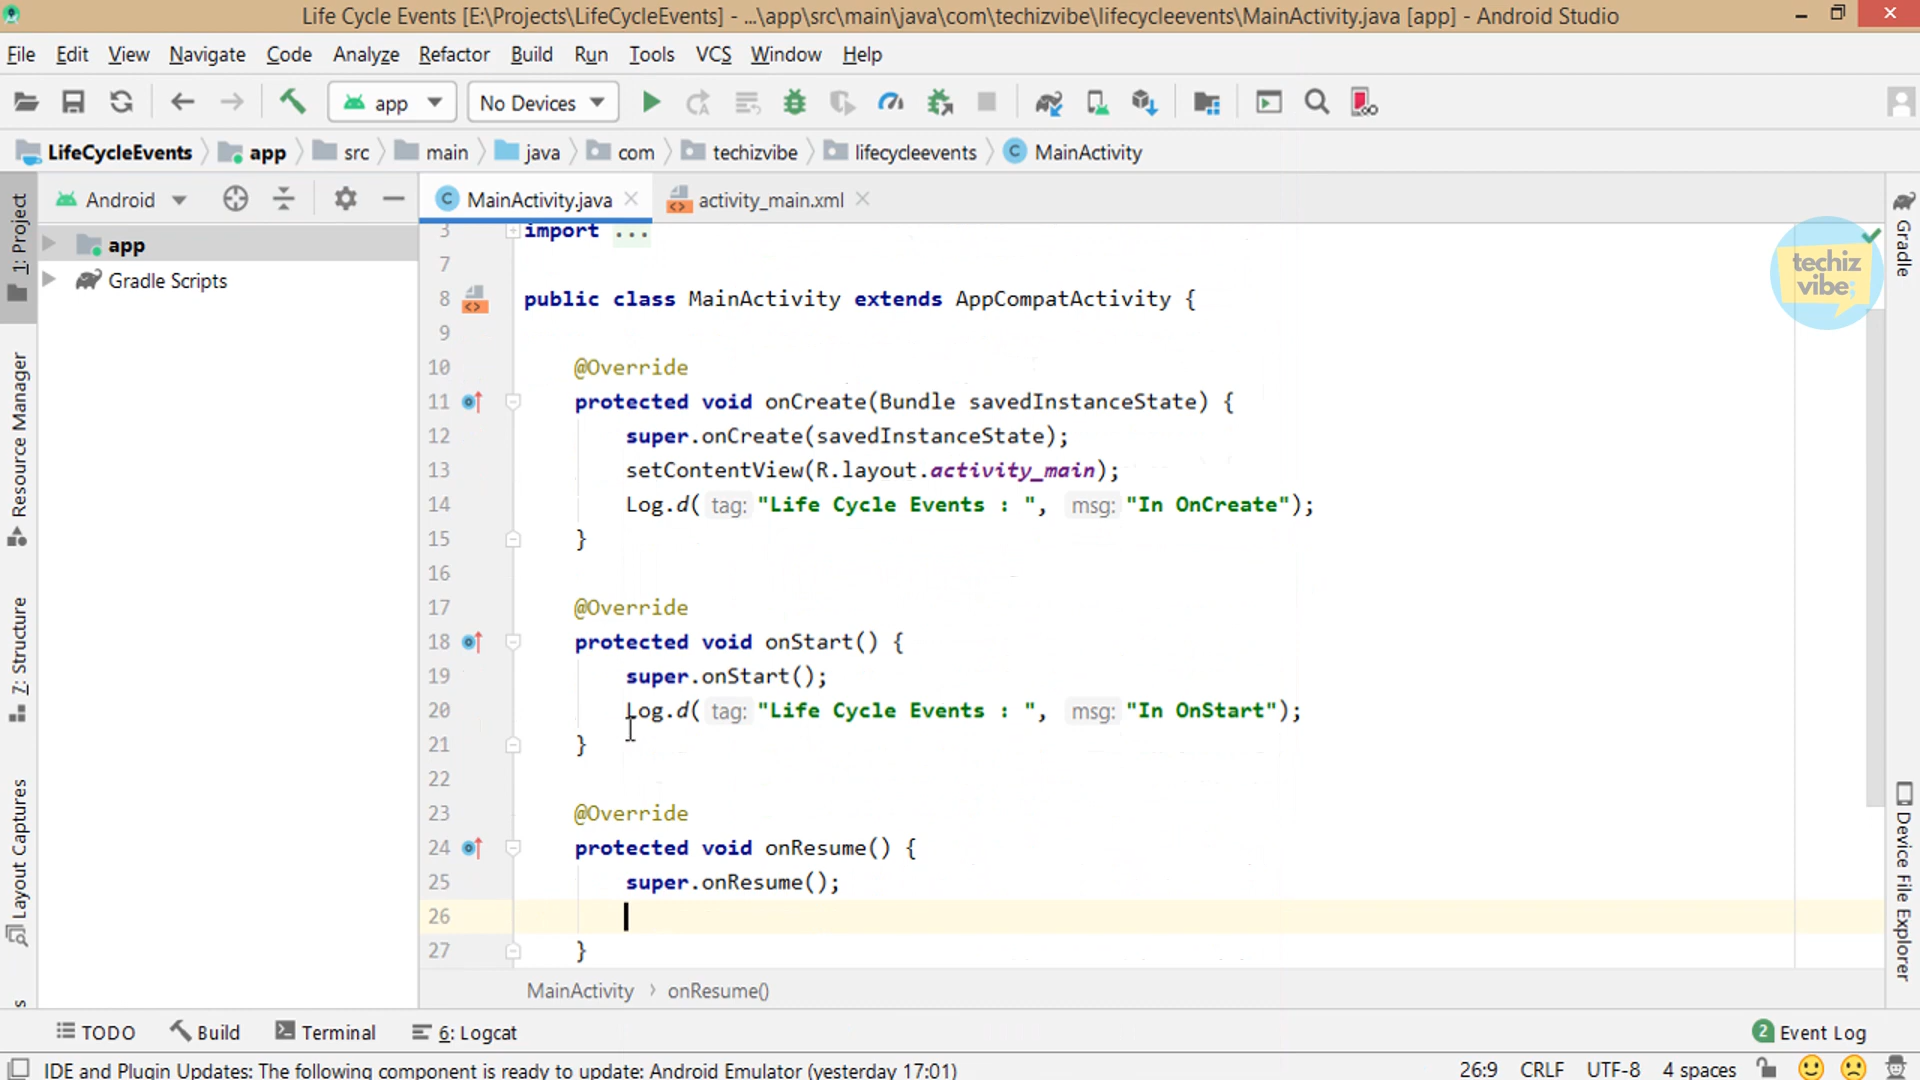 Life Cycle Events [E:\Projects\LifeCycleEvents] - ...\app\src\main\java\com\techizvibe\lifecycleevents\MainActivity.java [app] - Android Studio
File Edit View Navigate Code Analyze Refactor Build Run Tools VCS Window Help
app No Devices
LifeCycleEvents app src main java com techizvibe lifecycleevents MainActivity
Android MainActivity.java activity_main.xml
1: Project
Resource Manager
7: Structure
Layout Captures
app
Gradle Scripts
3 import ...
7
8 public class MainActivity extends AppCompatActivity {
9
10 @Override
11 protected void onCreate(Bundle savedInstanceState) {
12 super.onCreate(savedInstanceState);
13 setContentView(R.layout.activity_main);
14 Log.d( tag: "Life Cycle Events : ", msg: "In OnCreate");
15 }
16
17 @Override
18 protected void onStart() {
19 super.onStart();
20 Log.d( tag: "Life Cycle Events : ", msg: "In OnStart");
21 }
22
23 @Override
24 protected void onResume() {
25 super.onResume();
26
27 }
techiz
vibe;
Gradle
Device File Explorer
MainActivity › onResume()
TODO Build Terminal 6: Logcat 2 Event Log
IDE and Plugin Updates: The following component is ready to update: Android Emulator (yesterday 17:01) 26:9 CRLF UTF-8 4 spaces